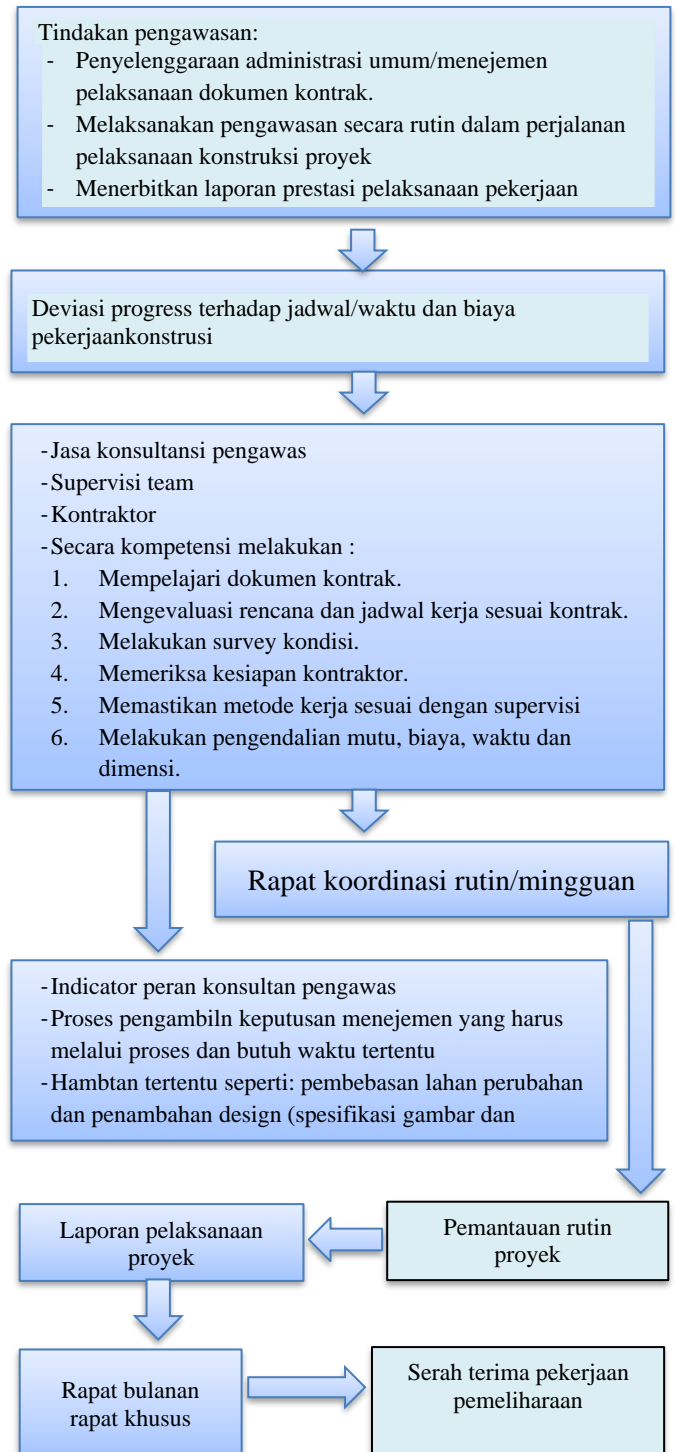 Tindakan pengawasan:
- Penyelenggaraan administrasi umum/menejemen
pelaksanaan dokumen kontrak.
- Melaksanakan pengawasan secara rutin dalam perjalanan
pelaksanaan konstruksi proyek
- Menerbitkan laporan prestasi pelaksanaan pekerjaan
Deviasi progress terhadap jadwal/waktu dan biaya
pekerjaankonstrusi
- Jasa konsultansi pengawas
- Supervisi team
- Kontraktor
- Secara kompetensi melakukan :
1. Mempelajari dokumen kontrak.
2. Mengevaluasi rencana dan jadwal kerja sesuai kontrak.
3. Melakukan survey kondisi.
4. Memeriksa kesiapan kontraktor.
5. Memastikan metode kerja sesuai dengan supervisi
6. Melakukan pengendalian mutu, biaya, waktu dan
dimensi.
Rapat koordinasi rutin/mingguan
- Indicator peran konsultan pengawas
- Proses pengambiln keputusan menejemen yang harus
melalui proses dan butuh waktu tertentu
- Hambtan tertentu seperti: pembebasan lahan perubahan
dan penambahan design (spesifikasi gambar dan
Pemantauan rutin
proyek
Laporan pelaksanaan
proyek
Rapat bulanan
rapat khusus
Serah terima pekerjaan
pemeliharaan